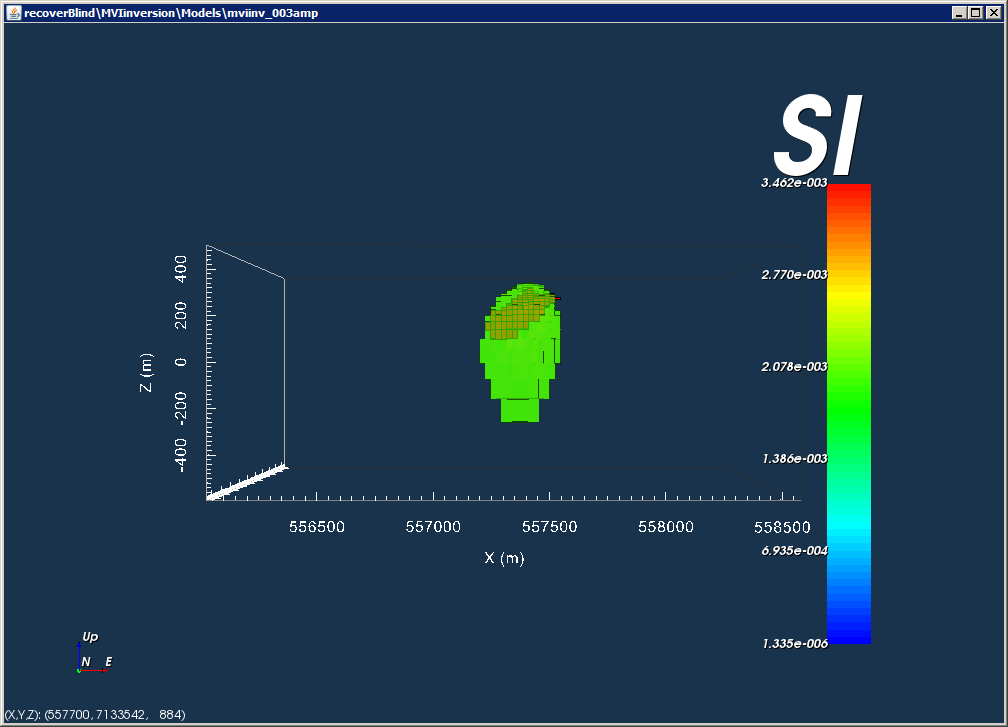 recoverBlind\MVIinversion\Models\mviinv_003amp
SI
3.462e-003
2.770e-003
2.078e-003
1.386e-003
6.935e-004
1.335e-006
400
200
0
-200
-400
Z (m)
556500 557000 557500 558000 558500
X (m)
Up
N E
(X,Y,Z): (557700, 7133542, 884)